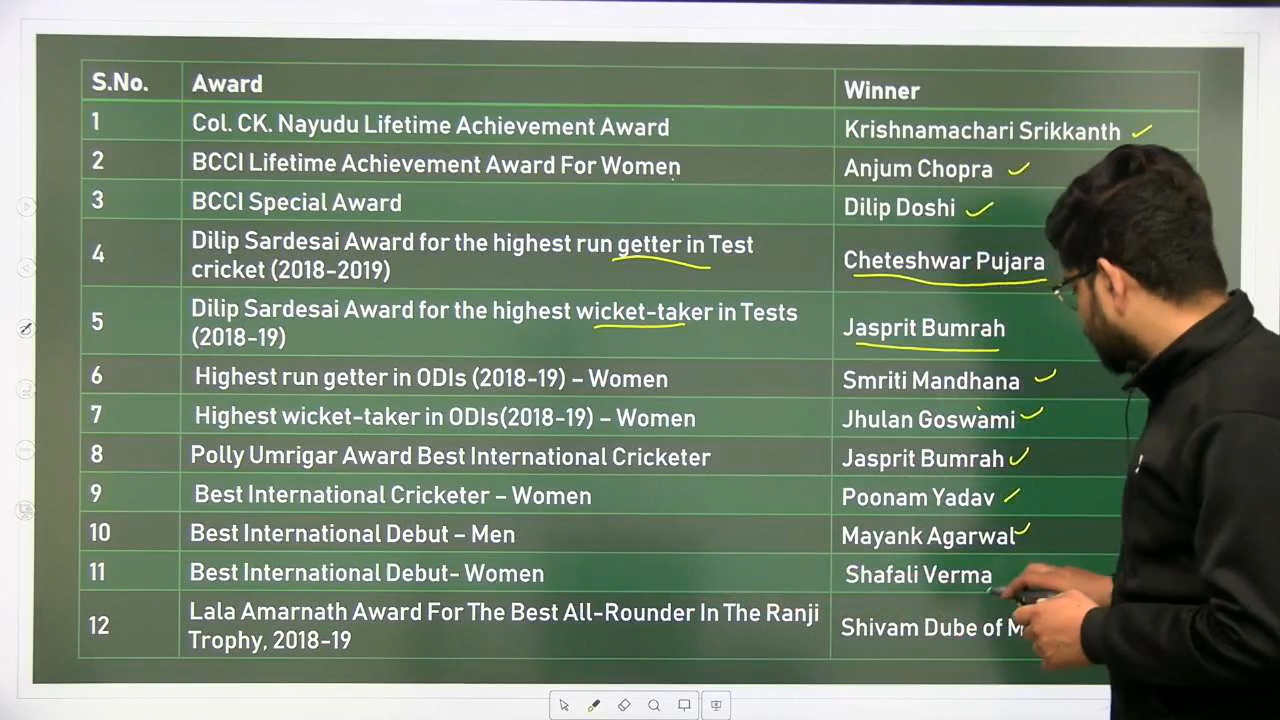 S.No. Award Winner
1 Col. CK. Nayudu Lifetime Achievement Award Krishnamachari Srikkanth
2 BCCI Lifetime Achievement Award For Women Anjum Chopra
3 BCCI Special Award Dilip Doshi
4 Dilip Sardesai Award for the highest run getter in Test cricket (2018-2019) Cheteshwar Pujara
5 Dilip Sardesai Award for the highest wicket-taker in Tests (2018-19) Jasprit Bumrah
6 Highest run getter in ODIs (2018-19) – Women Smriti Mandhana
7 Highest wicket-taker in ODIs(2018-19) – Women Jhulan Goswami
8 Polly Umrigar Award Best International Cricketer Jasprit Bumrah
9 Best International Cricketer – Women Poonam Yadav
10 Best International Debut – Men Mayank Agarwal
11 Best International Debut- Women Shafali Verma
12 Lala Amarnath Award For The Best All-Rounder In The Ranji Trophy, 2018-19 Shivam Dube of